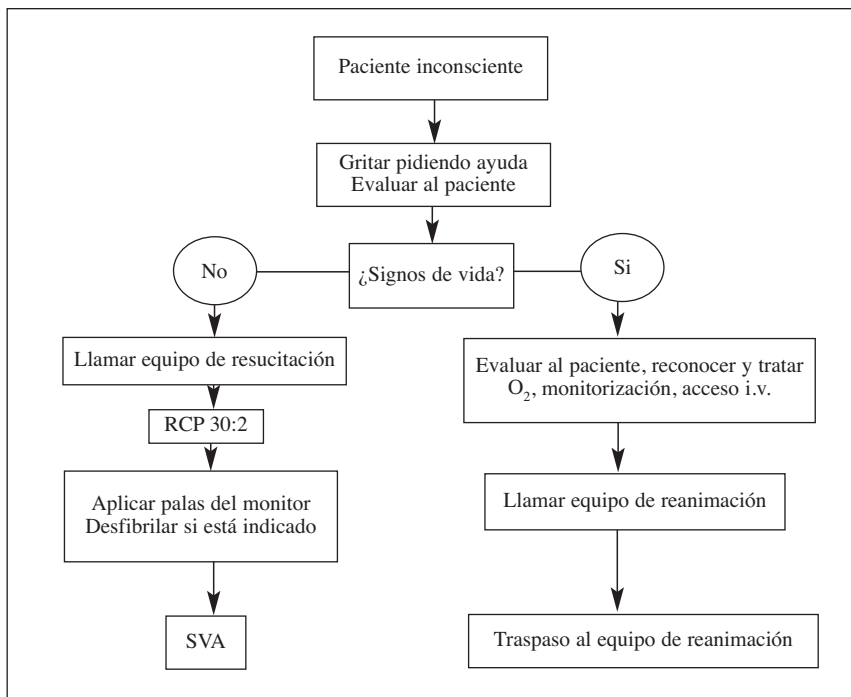 Paciente inconsciente
Gritar pidiendo ayuda
Evaluar al paciente
¿Signos de vida?
No
Si
Llamar equipo de resucitación
RCP 30:2
Aplicar palas del monitor
Desfibrilar si está indicado
SVA
Evaluar al paciente, reconocer y tratar
O₂, monitorización, acceso i.v.
Llamar equipo de reanimación
Traspaso al equipo de reanimación